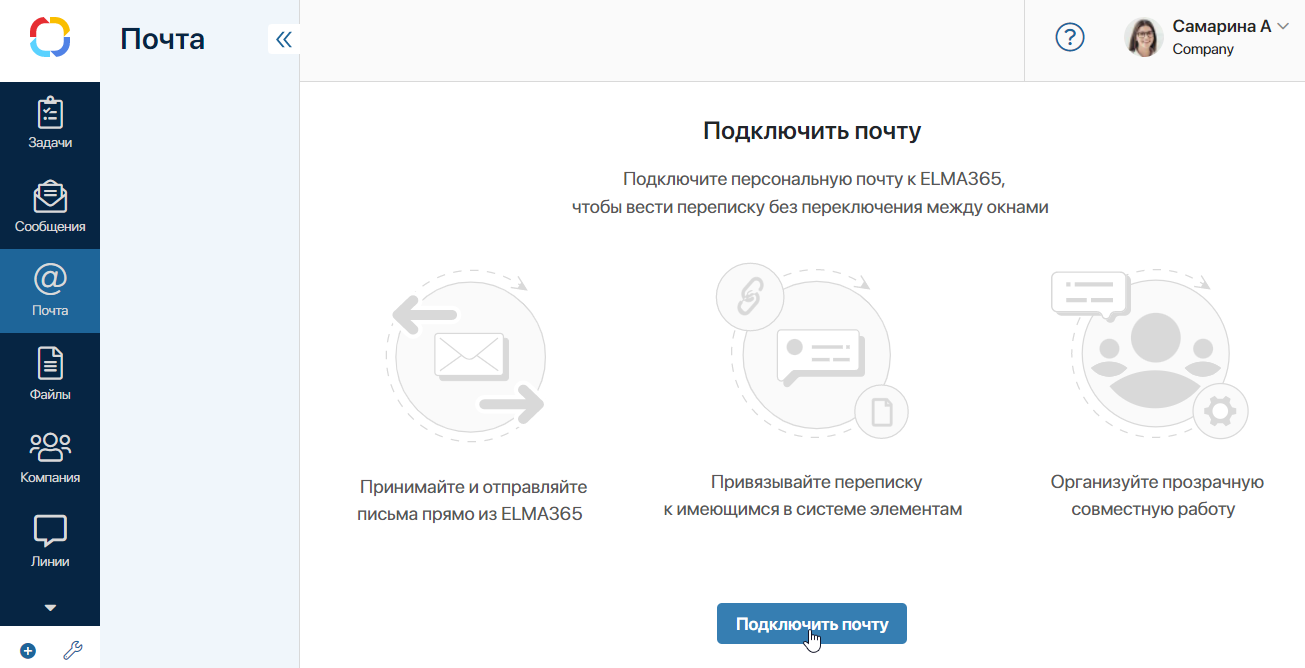 Почта
Самарина А
Company
Задачи
Сообщения
Почта
Файлы
Компания
Линии
Подключить почту
Подключите персональную почту к ELMA365,
чтобы вести переписку без переключения между окнами
Принимайте и отправляйте
письма прямо из ELMA365
Привязывайте переписку
к имеющимся в системе элементам
Организуйте прозрачную
совместную работу
Подключить почту